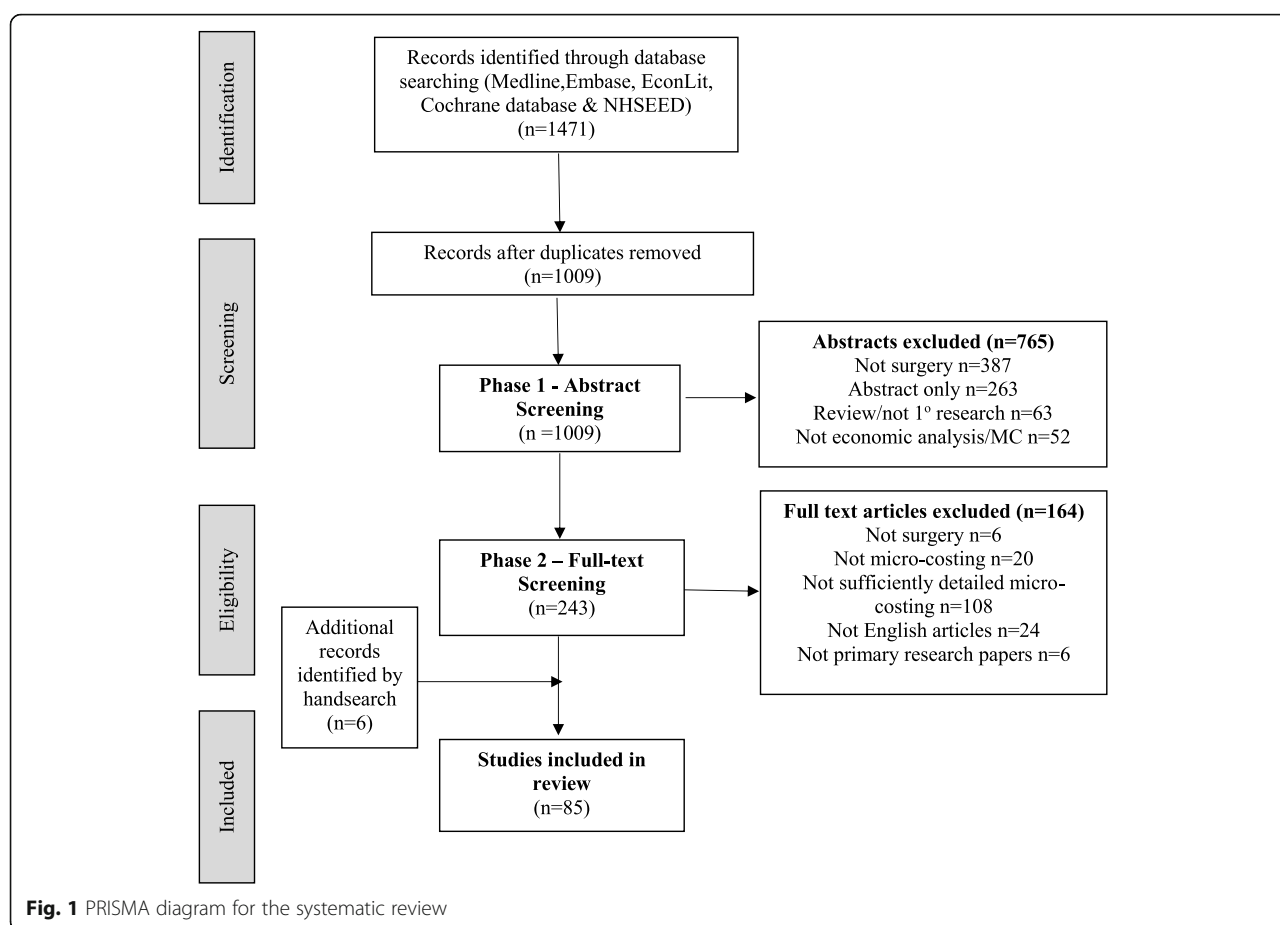 Identification
Records identified through database
searching (Medline,Embase, EconLit,
Cochrane database & NHSEED)
(n=1471)
Screening
Records after duplicates removed
(n=1009)
Phase 1 - Abstract
Screening
(n =1009)
Abstracts excluded (n=765)
Not surgery n=387
Abstract only n=263
Review/not 1º research n=63
Not economic analysis/MC n=52
Eligibility
Phase 2 – Full-text
Screening
(n=243)
Full text articles excluded (n=164)
Not surgery n=6
Not micro-costing n=20
Not sufficiently detailed micro-
costing n=108
Not English articles n=24
Not primary research papers n=6
Additional
records
identified by
handsearch
(n=6)
Included
Studies included in
review
(n=85)
Fig. 1 PRISMA diagram for the systematic review